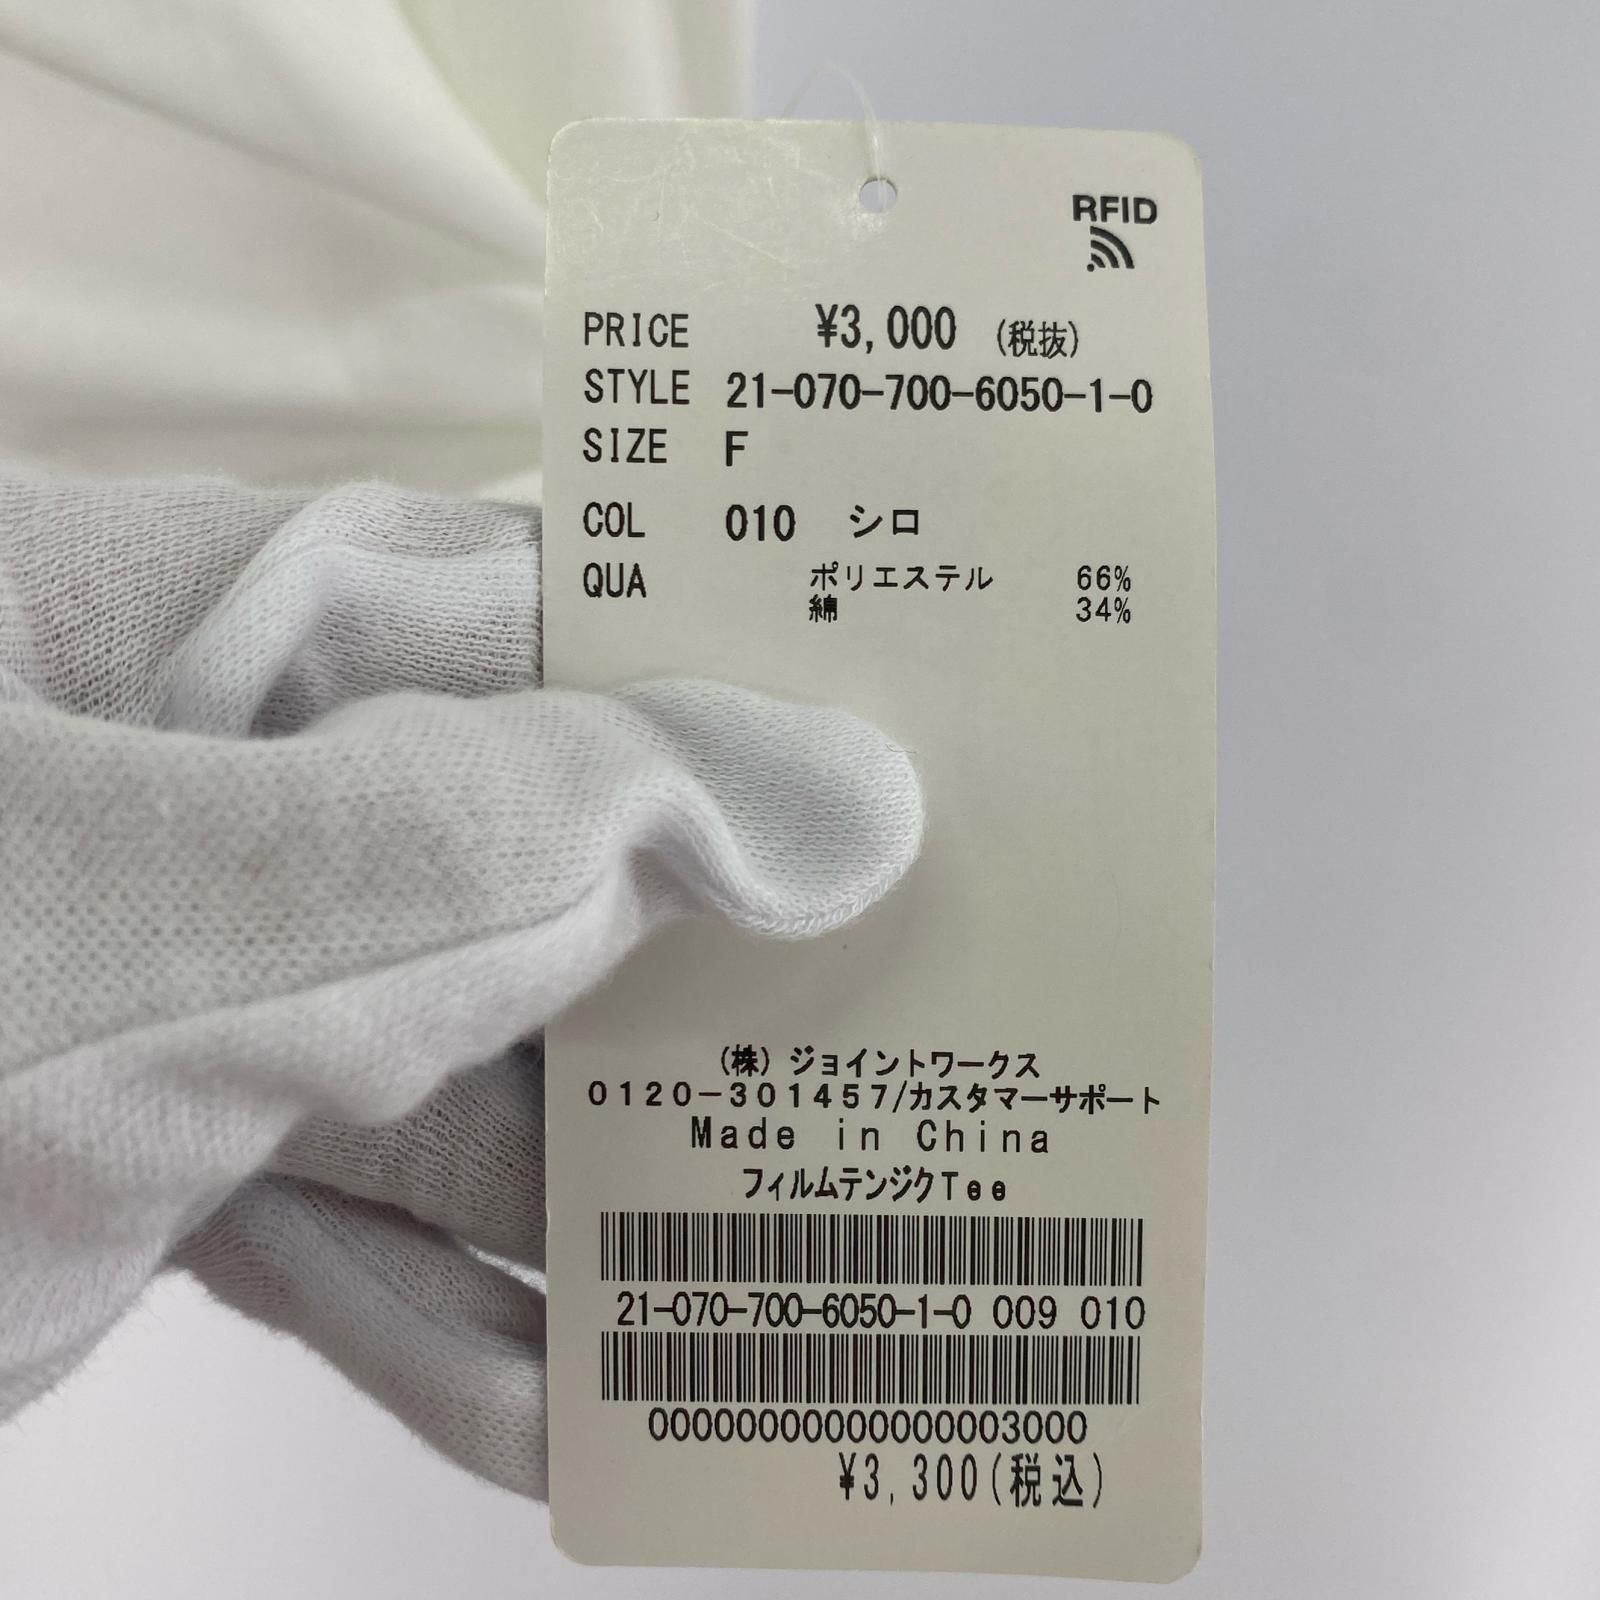 RFID
PRICE ¥3,000 (税抜)
STYLE 21-070-700-6050-1-0
SIZE F
COL 010 シロ
QUA ポリエステル 66%
綿 34%
(株) ジョイントワークス
0120-301457/カスタマーサポート
Made in China
フィルムテンジクTee
21-070-700-6050-1-0 009 010
00000000000000003000
¥3,300(税込)